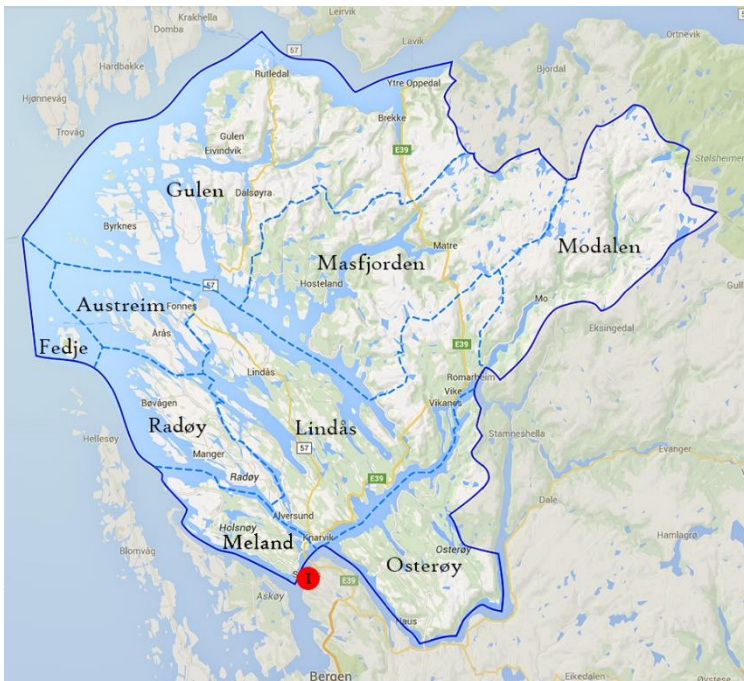 Krakhella
Leirvik
Domba
57
Lavik
Ortnevik
Hardbakke
Rutledal
Ytre Oppedal
Bjordal
Hjønnevåg
Brekke
Trovåg
Gulen
Eivindvik
E39
Stølsheimen
Gulen
Dalsøyra
Byrknes
Masfjorden
Matre
Modalen
57
Hosteland
Austreim
Fonnes
Mo
Gull
Årås
Eksingedal
Fedje
Lindås
Romarheim
Vike
Vikanes
E39
Bøvågen
Radøy
Lindås
Hellesøy
Stamneshella
57
Manger
Evanger
Radøy
E39
Dale
Alversund
Holsnøy
Meland
Knarvik
Hamlagrø
Blomvåg
Osterøy
Osterøy
I
E39
Askøy
Haus
Bergen
Eikedalen
Øystese